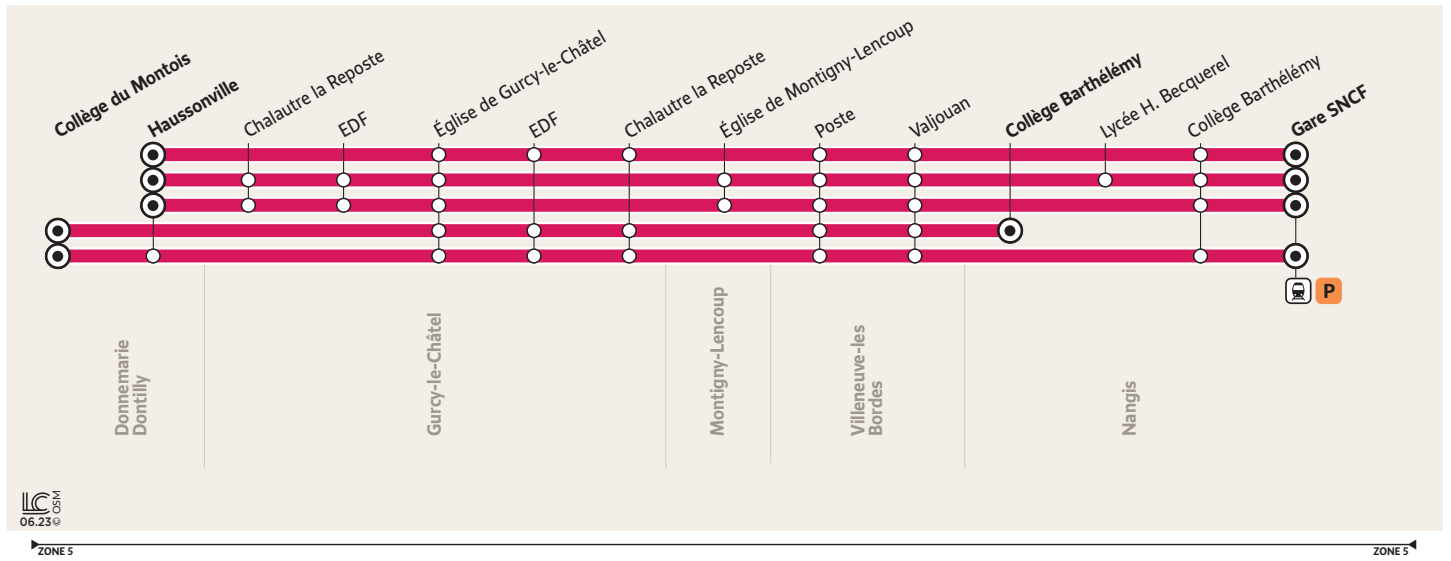 Collège du Montois
Haussonville
Chalautre la Reposte
EDF
Église de Gurcy-le-Châtel
EDF
Chalautre la Reposte
Église de Montigny-Lencoup
Poste
Valjouan
Collège Barthélémy
Lycée H. Becquerel
Collège Barthélémy
Gare SNCF
P
Donnemarie
Dontilly
Gurcy-le-Châtel
Montigny-Lencoup
Villeneuve-les
Bordes
Nangis
LC
06.23© OSM
ZONE 5
ZONE 5